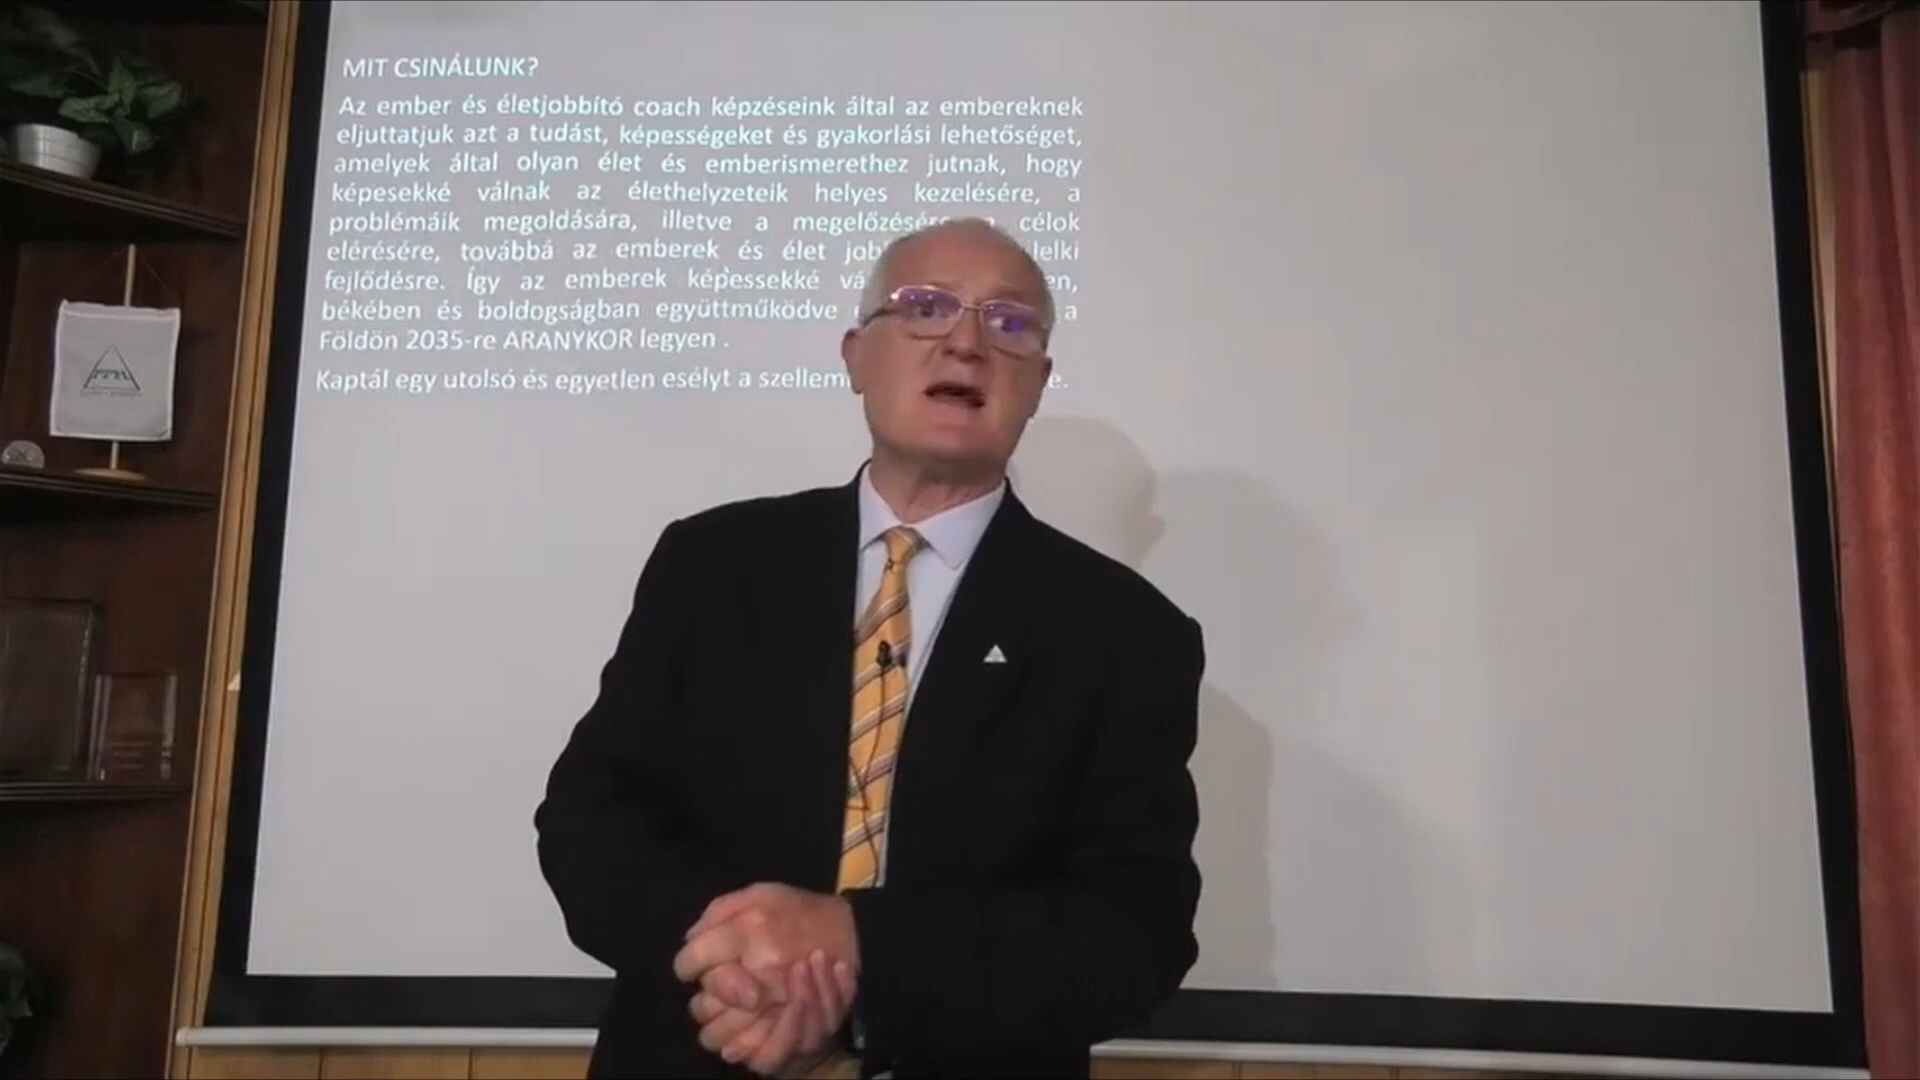 MIT CSINÁLUNK?
Az ember és életjobbító coach képzéseink által az embereknek
eljuttatjuk azt a tudást, képességeket és gyakorlási lehetőséget,
amelyek által olyan élet és emberismerethez jutnak, hogy
képesekké válnak az élethelyzeteik helyes kezelésére, a
problémáik megoldására, illetve a célok
elérésére, továbbá az emberek és élet lelki
fejlődésre. Így az emberek képessekké
békében és boldogságban együttműködve a
Földön 2035-re ARANYKOR legyen .
Kaptál egy utolsó és egyetlen esélyt a